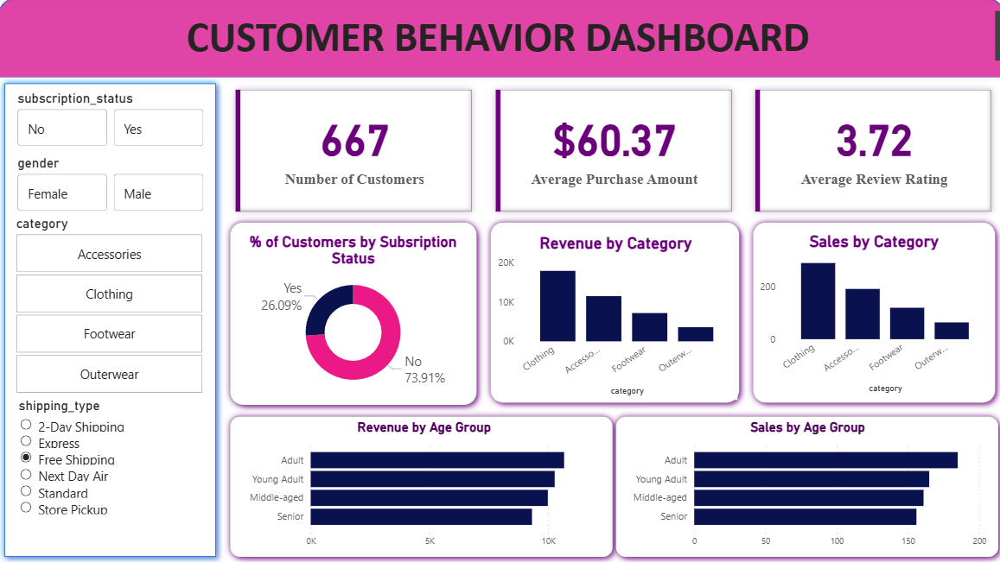 CUSTOMER BEHAVIOR DASHBOARD
subscription_status
No
Yes
gender
Female
Male
category
Accessories
Clothing
Footwear
Outerwear
shipping_type
2-Day Shipping
Express
Free Shipping
Next Day Air
Standard
Store Pickup
667
Number of Customers
$60.37
Average Purchase Amount
3.72
Average Review Rating
% of Customers by Subsription
Status
Yes
26.09%
No
73.91%
Revenue by Category
20K
10K
0K
Clothing
Accesso...
Footwear
Outerw...
category
Sales by Category
200
0
Clothing
Accesso...
Footwear
Outerw...
category
Revenue by Age Group
Adult
Young Adult
Middle-aged
Senior
0K
5K
10K
Sales by Age Group
Adult
Young Adult
Middle-aged
Senior
0
50
100
150
200